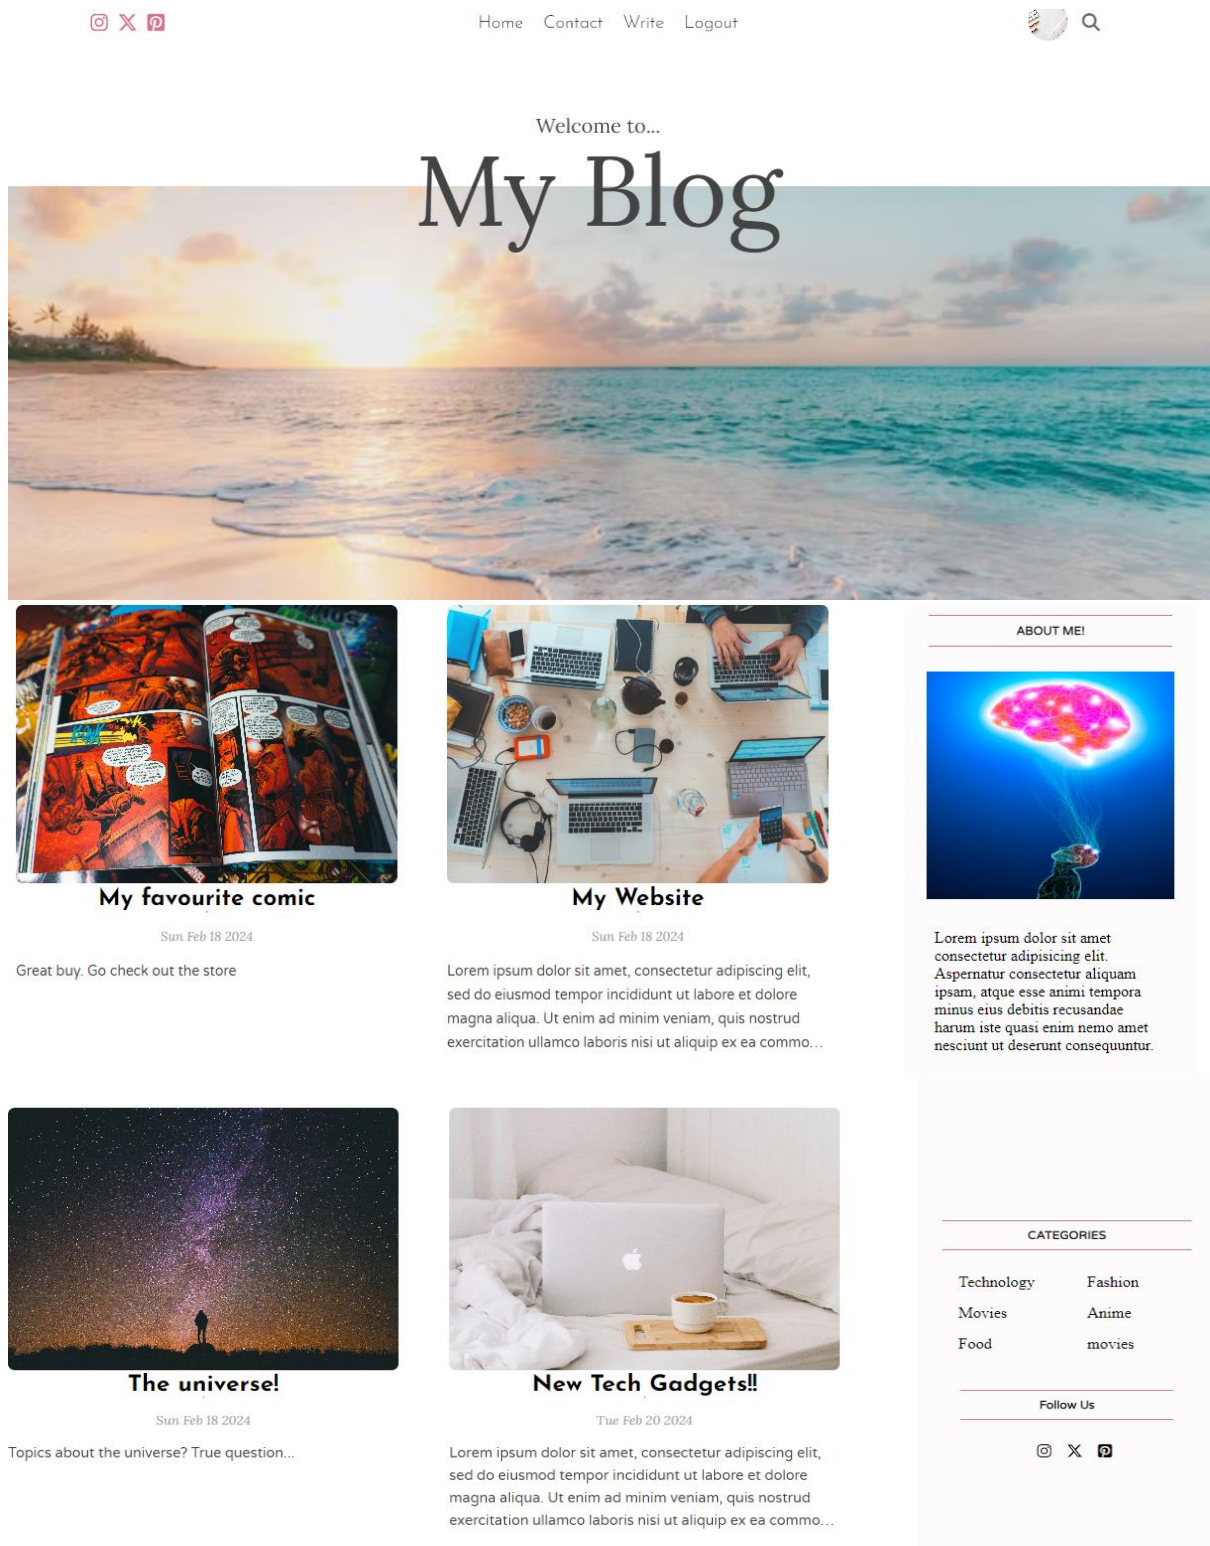 Home Contact Write Logout
Welcome to...
My Blog
My favourite comic
Sun Feb 18 2024
Great buy. Go check out the store
My Website
Sun Feb 18 2024
Lorem ipsum dolor sit amet, consectetur adipiscing elit,
sed do eiusmod tempor incididunt ut labore et dolore
magna aliqua. Ut enim ad minim veniam, quis nostrud
exercitation ullamco laboris nisi ut aliquip ex ea commo...
ABOUT ME!
Lorem ipsum dolor sit amet
consectetur adipisicing elit.
Aspernatur consectetur aliquam
ipsam, atque esse animi tempora
minus eius debitis recusandae
harum iste quasi enim nemo amet
nesciunt ut deserunt consequuntur.
The universe!
Sun Feb 18 2024
Topics about the universe? True question...
New Tech Gadgets!!
Tue Feb 20 2024
Lorem ipsum dolor sit amet, consectetur adipiscing elit,
sed do eiusmod tempor incididunt ut labore et dolore
magna aliqua. Ut enim ad minim veniam, quis nostrud
exercitation ullamco laboris nisi ut aliquip ex ea commo...
CATEGORIES
Technology Fashion
Movies Anime
Food movies
Follow Us